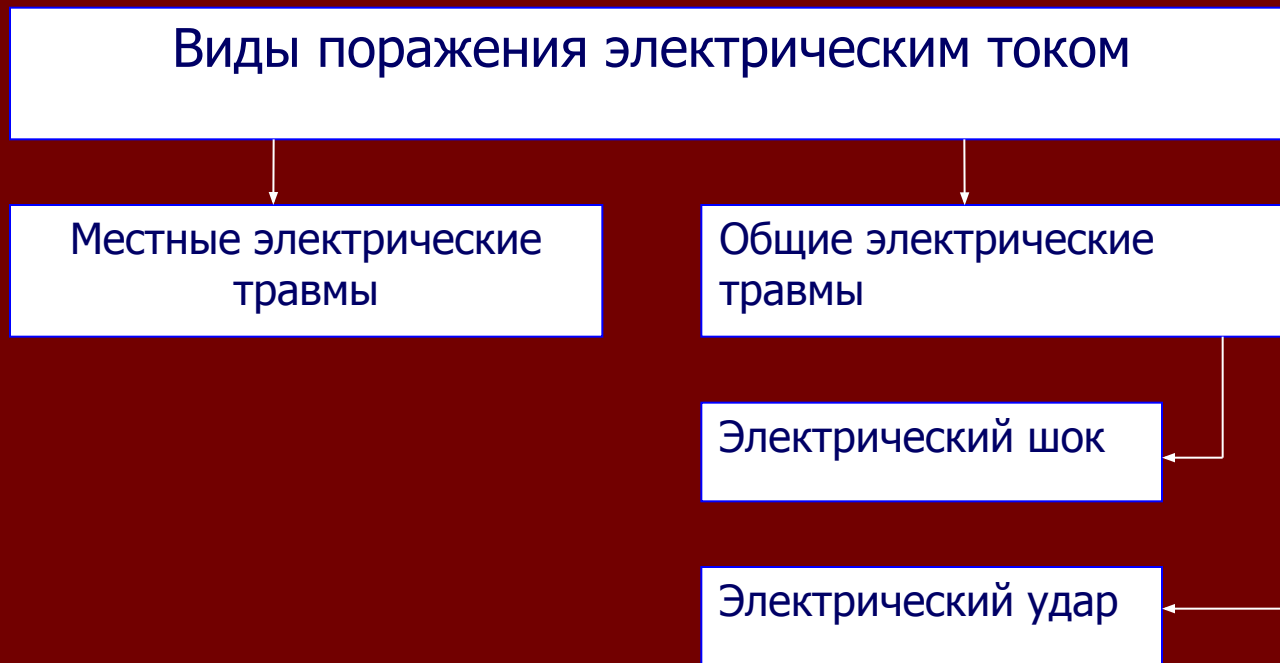 Виды поражения электрическим током
Местные электрические
травмы
Общие электрические
травмы
Электрический шок
Электрический удар